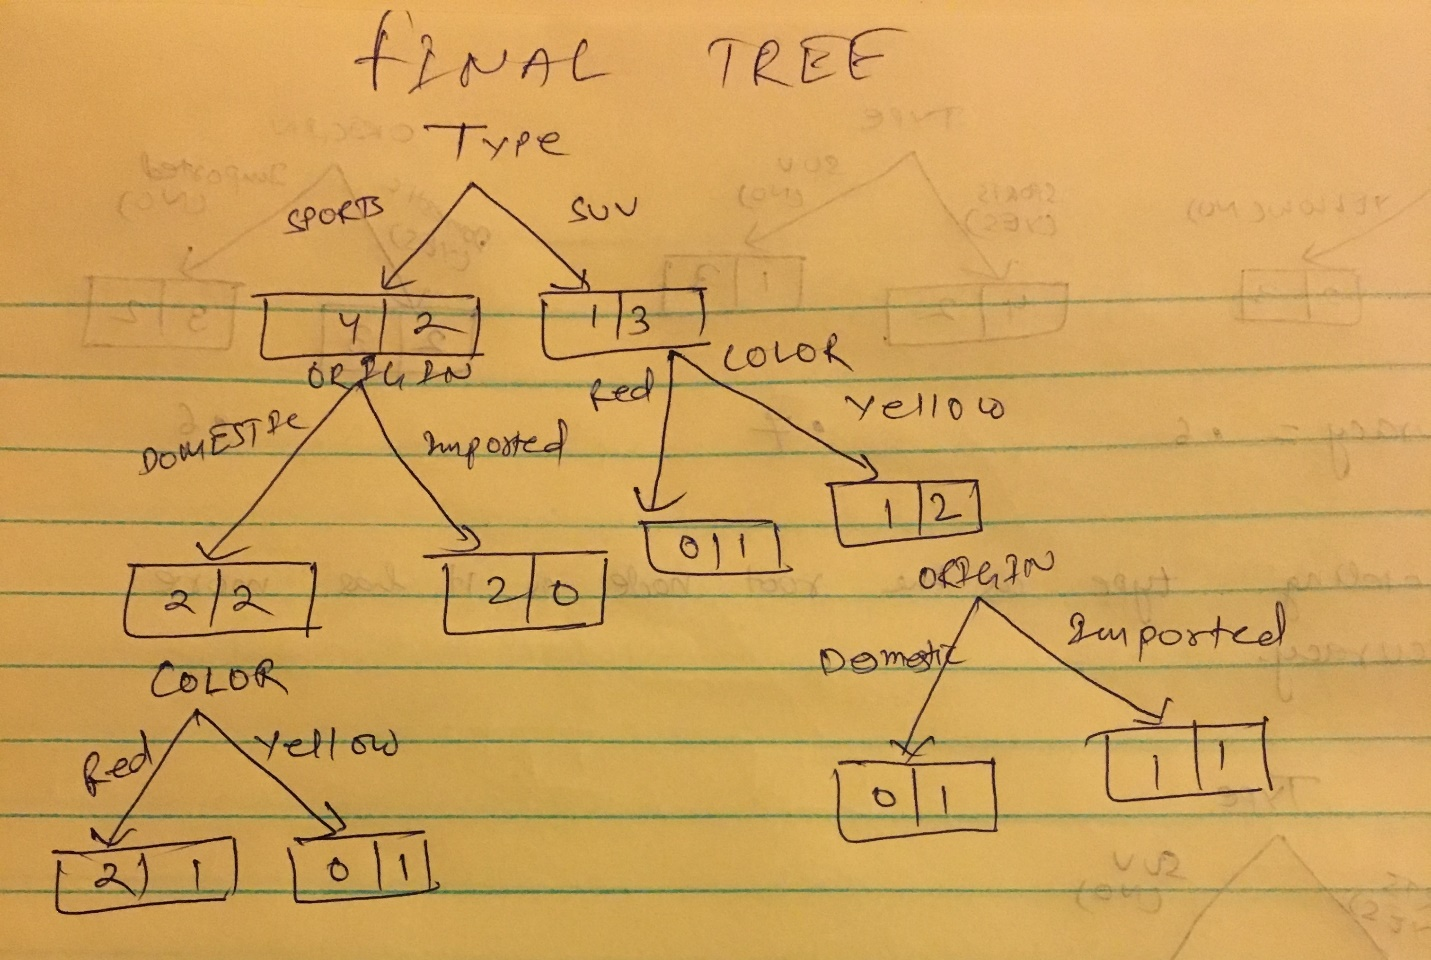 fINAL TREE
Type
SPORTS SUV
4 2
1 3
ORIGIN
COLOR
Red
Yellow
DOMESTIc
Imported
1 2
0 1
ORIGIN
2 2
2 0
Domestic
Imported
COLOR
Red
Yellow
0 1
1 1
2 1
0 1